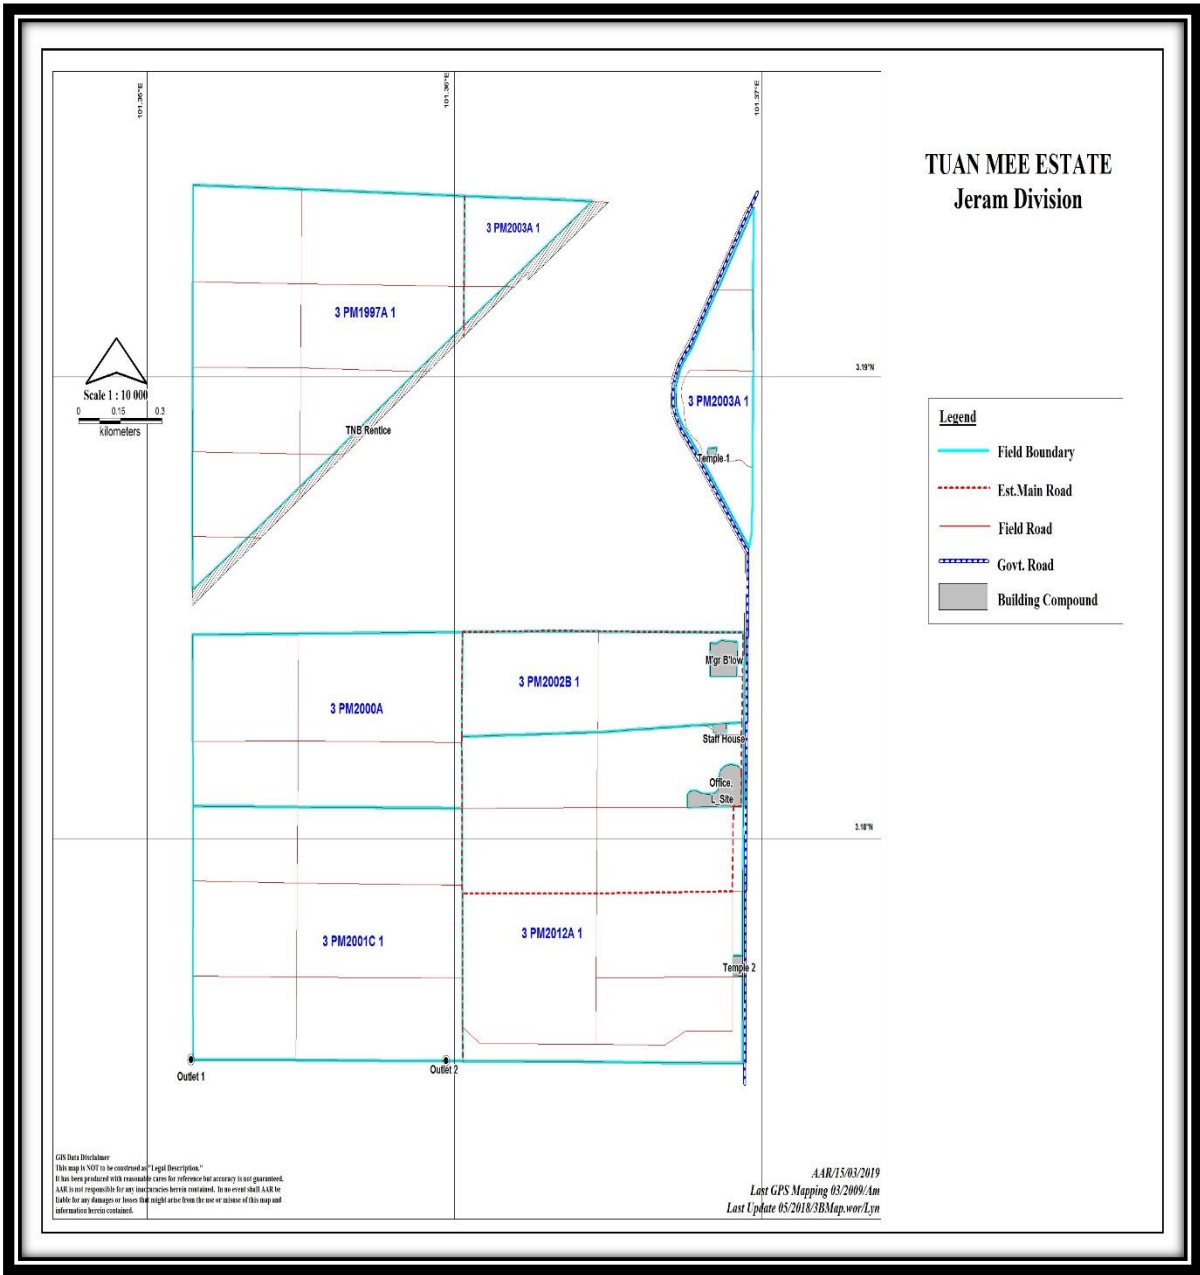 101.35°E
101.36°E
101.37°E
TUAN MEE ESTATE
Jeram Division
3 PM2003A 1
3 PM1997A 1
3.19°N
Scale 1 : 10 000
0 0.15 0.3
kilometers
3 PM2003A 1
TNB Rentice
Temple 1
Legend
Field Boundary
Est.Main Road
Field Road
Govt. Road
Building Compound
M'gr B'low
3 PM2002B 1
3 PM2000A
Staff House
Office.
L_Site
3.18°N
3 PM2012A 1
3 PM2001C 1
Temple 2
Outlet 1
Outlet 2
GIS Data Disclaimer
This map is NOT to be construed as "Legal Description."
It has been produced with reasonable cares for reference but accuracy is not guaranteed.
AAR is not responsible for any inaccuracies herein contained. In no event shall AAR be
liable for any damages or losses that might arise from the use or misuse of this map and
information herein contained.
AAR/15/03/2019
Last GPS Mapping 03/2009/Am
Last Update 05/2018/3BMap.wor/Lyn